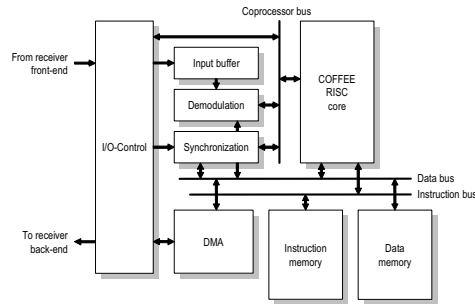 Coprocessor bus
From receiver
front-end
Input buffer
COFFEE
RISC
core
Demodulation
I/O-Control
Synchronization
Data bus
Instruction bus
To receiver
back-end
DMA
Instruction
memory
Data
memory